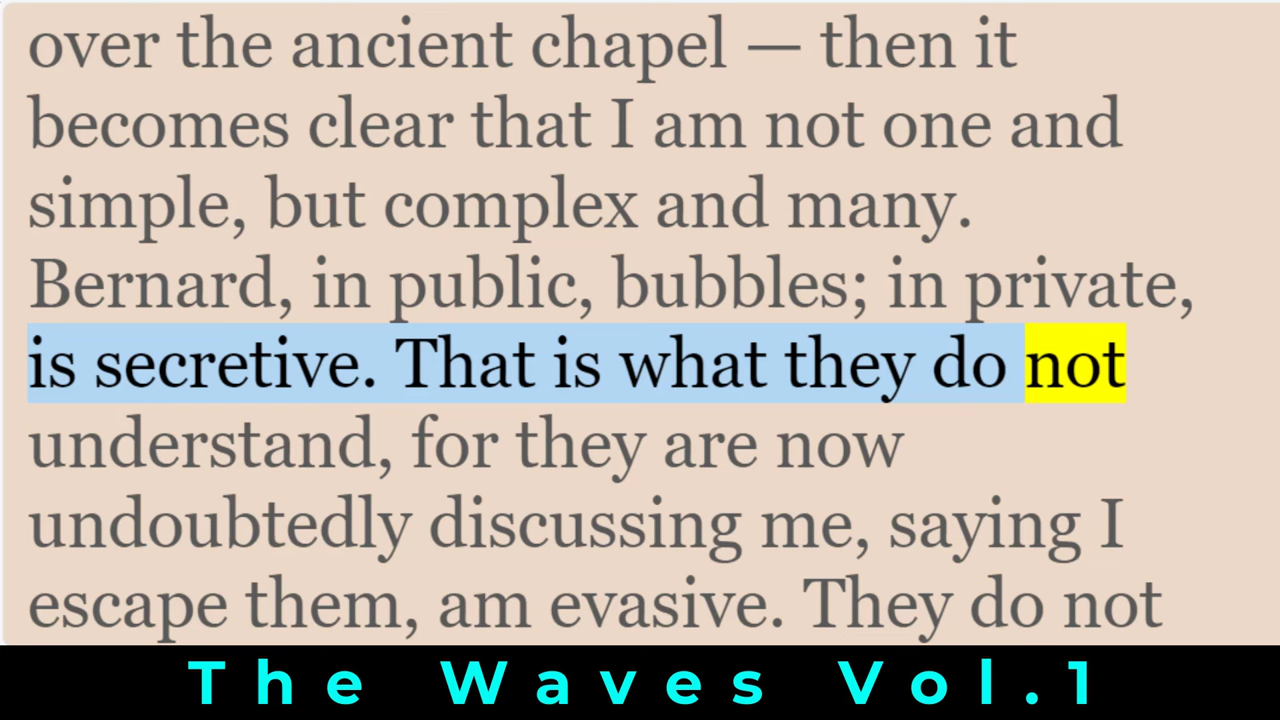 over the ancient chapel — then it
becomes clear that I am not one and
simple, but complex and many.
Bernard, in public, bubbles; in private,
is secretive. That is what they do not
understand, for they are now
undoubtedly discussing me, saying I
escape them, am evasive. They do not
The Waves Vol.1